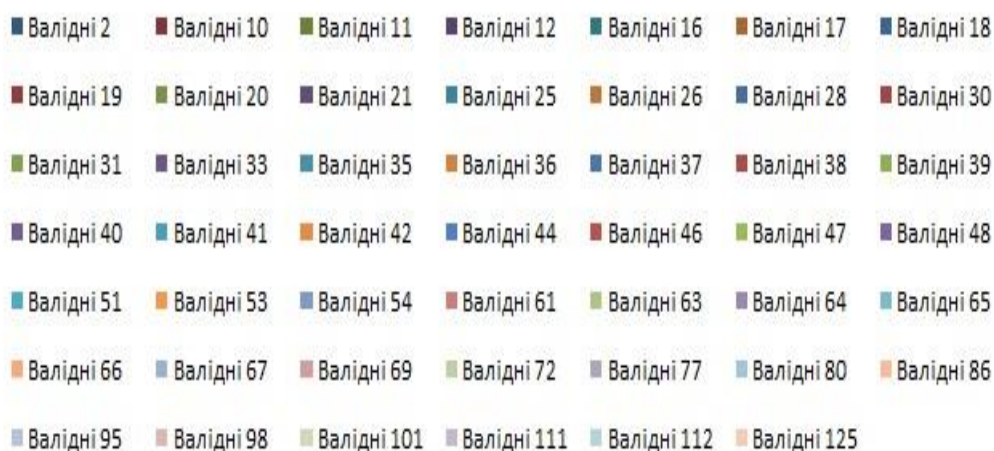 Валідні 2 Валідні 10 Валідні 11 Валідні 12 Валідні 16 Валідні 17 Валідні 18
Валідні 19 Валідні 20 Валідні 21 Валідні 25 Валідні 26 Валідні 28 Валідні 30
Валідні 31 Валідні 33 Валідні 35 Валідні 36 Валідні 37 Валідні 38 Валідні 39
Валідні 40 Валідні 41 Валідні 42 Валідні 44 Валідні 46 Валідні 47 Валідні 48
Валідні 51 Валідні 53 Валідні 54 Валідні 61 Валідні 63 Валідні 64 Валідні 65
Валідні 66 Валідні 67 Валідні 69 Валідні 72 Валідні 77 Валідні 80 Валідні 86
Валідні 95 Валідні 98 Валідні 101 Валідні 111 Валідні 112 Валідні 125